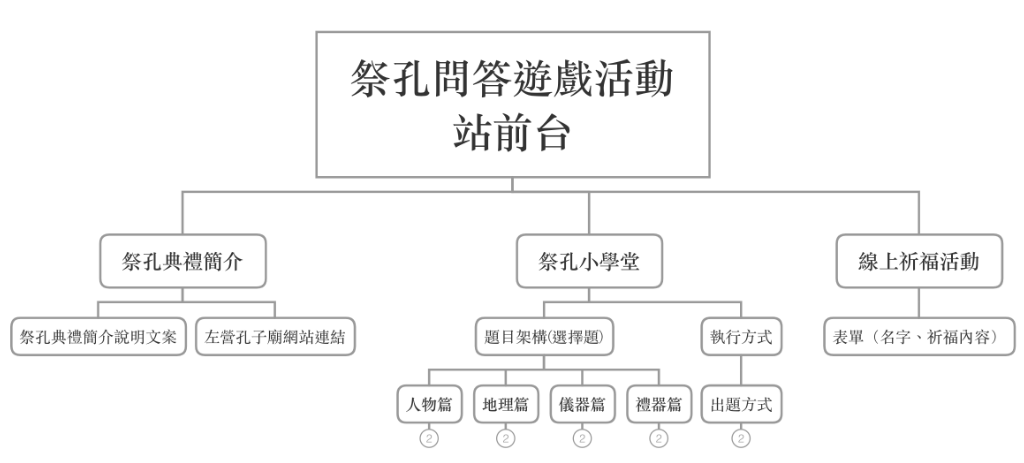 祭孔問答遊戲活動
站前台
祭孔典禮簡介
祭孔小學堂
線上祈福活動
祭孔典禮簡介說明文案
左營孔子廟網站連結
題目架構(選擇題)
執行方式
表單（名字、祈福內容）
人物篇
地理篇
儀器篇
禮器篇
出題方式
2
2
2
2
2